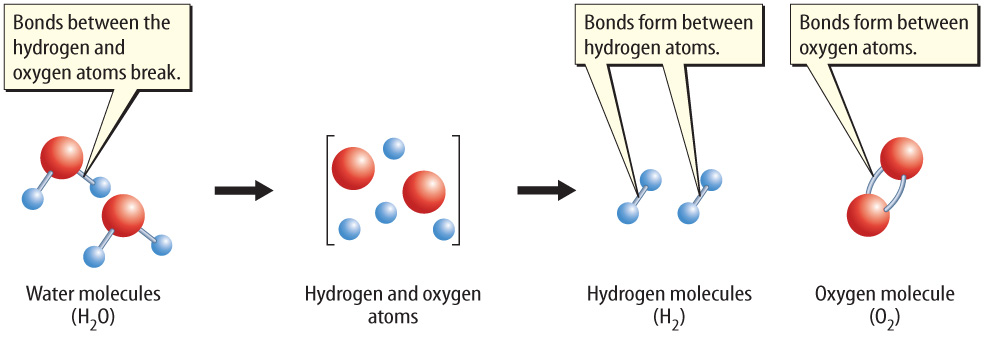 Bonds between the
hydrogen and
oxygen atoms break.
Bonds form between
hydrogen atoms.
Bonds form between
oxygen atoms.
Water molecules
(H₂O)
Hydrogen and oxygen
atoms
Hydrogen molecules
(H₂)
Oxygen molecule
(O₂)